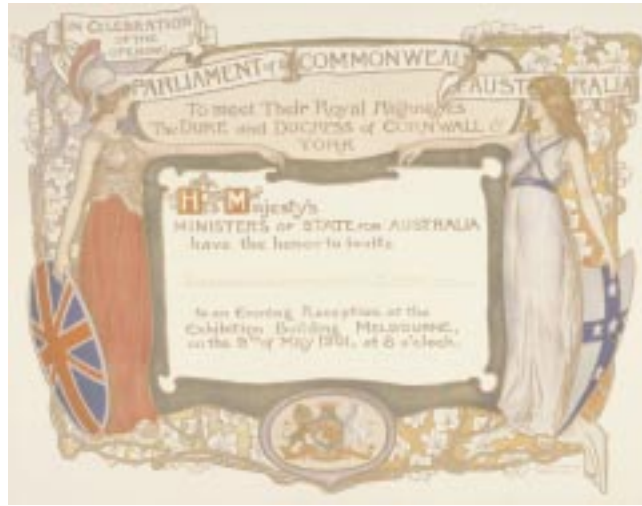 IN CELEBRATION
OF THE
OPENING
PARLIAMENT of COMMONWEAL
AUSTRALIA
To meet Their Royal Highnesses
The DUKE and DUCHESS of CORNWALL &
YORK
His Majesty's
MINISTERS OF STATE FOR AUSTRALIA
have the honor to invite
to an Evening Reception at the
Exhibition Building MELBOURNE,
on the 9th of May 1901, at 8 o'clock.